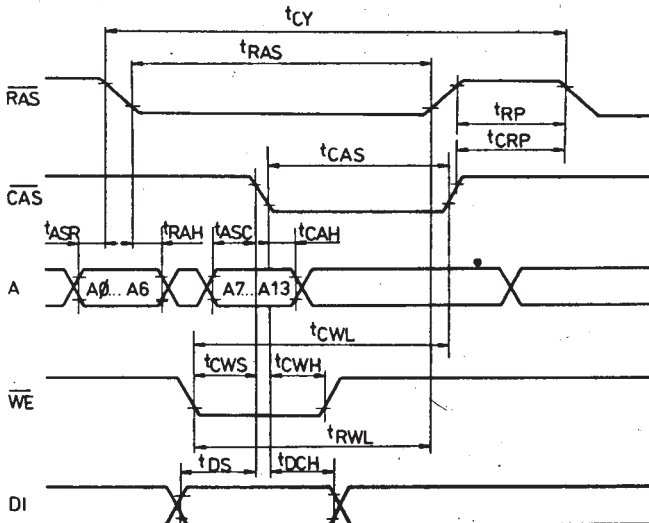 tCY
tRAS
RAS
tRP
tCRP
tCAS
CAS
tASR
tRAH
tASC
tCAH
A
AØ... A6
A7... A13
tCWL
tCWS
tCWH
WE
tRWL
tDS
tDCH
DI